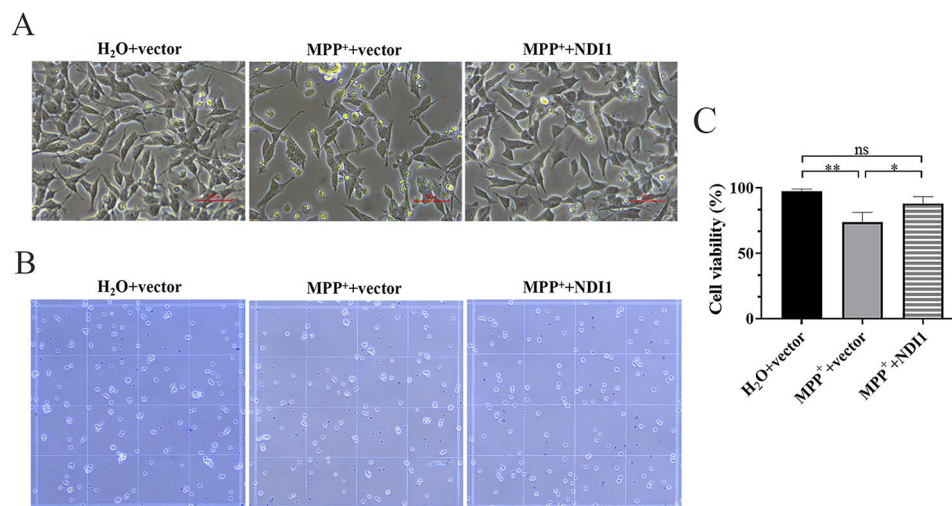 A
H₂O+vector
MPP⁺+vector
MPP⁺+NDI1
B
H₂O+vector
MPP⁺+vector
MPP⁺+NDI1
C
ns
**
*
100
50
0
Cell viability (%)
H₂O+vector
MPP⁺+vector
MPP⁺+NDI1